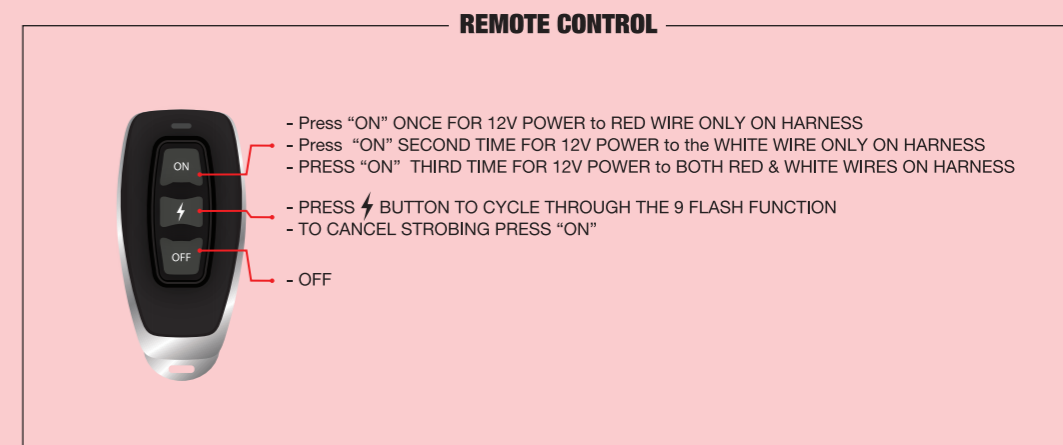 REMOTE CONTROL
- Press “ON” ONCE FOR 12V POWER to RED WIRE ONLY ON HARNESS
- Press “ON” SECOND TIME FOR 12V POWER to the WHITE WIRE ONLY ON HARNESS
- PRESS “ON” THIRD TIME FOR 12V POWER to BOTH RED & WHITE WIRES ON HARNESS
ON
- PRESS BUTTON TO CYCLE THROUGH THE 9 FLASH FUNCTION
- TO CANCEL STROBING PRESS “ON”
OFF
- OFF